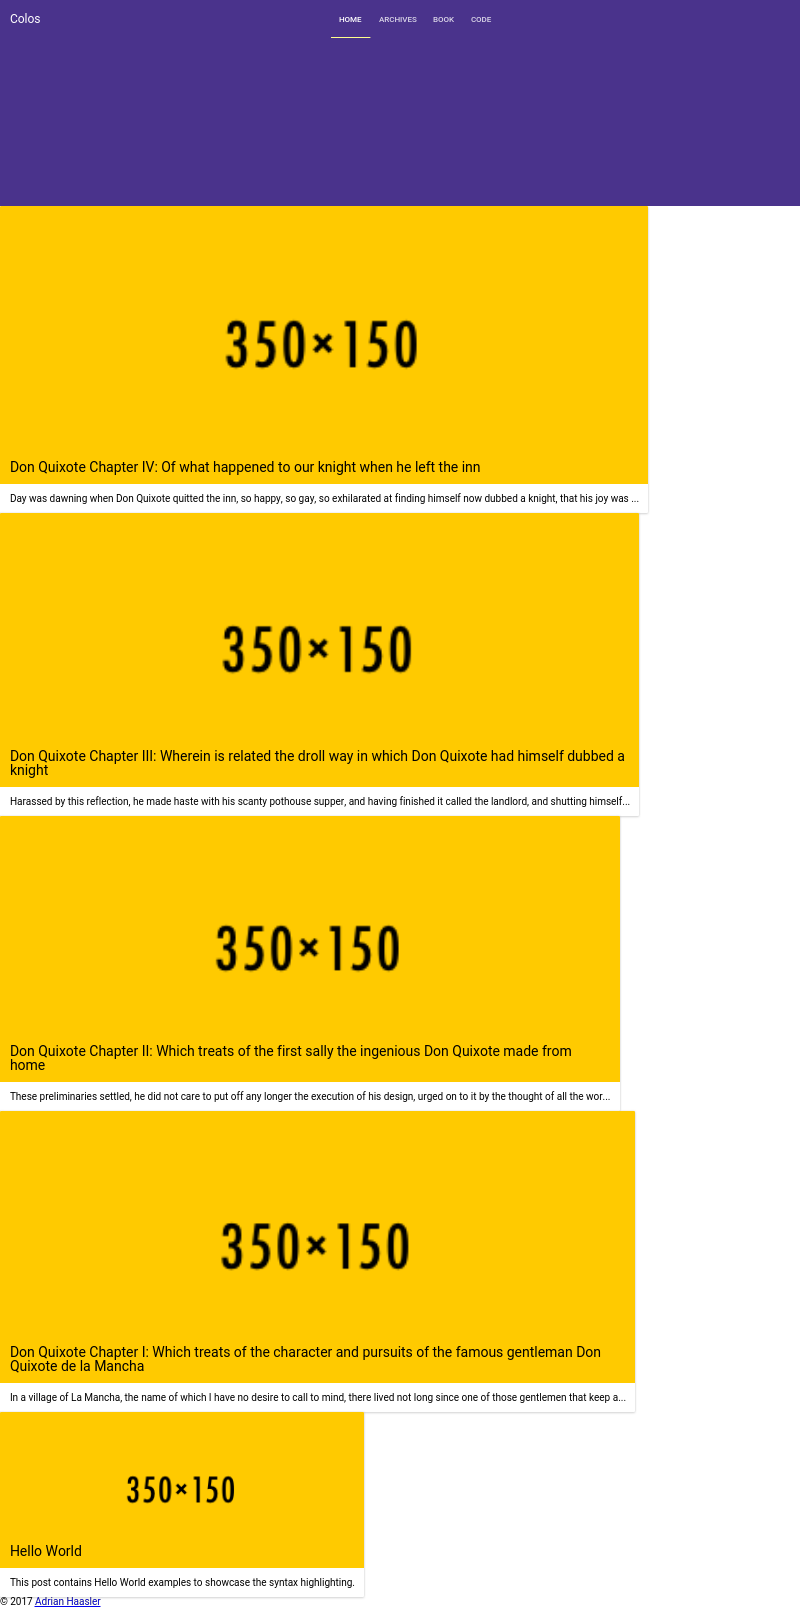 Colos
HOME ARCHIVES BOOK CODE
350×150
Don Quixote Chapter IV: Of what happened to our knight when he left the inn
Day was dawning when Don Quixote quitted the inn, so happy, so gay, so exhilarated at finding himself now dubbed a knight, that his joy was ...
350×150
Don Quixote Chapter III: Wherein is related the droll way in which Don Quixote had himself dubbed a
knight
Harassed by this reflection, he made haste with his scanty pothouse supper, and having finished it called the landlord, and shutting himself...
350×150
Don Quixote Chapter II: Which treats of the first sally the ingenious Don Quixote made from
home
These preliminaries settled, he did not care to put off any longer the execution of his design, urged on to it by the thought of all the wor...
350×150
Don Quixote Chapter I: Which treats of the character and pursuits of the famous gentleman Don
Quixote de la Mancha
In a village of La Mancha, the name of which I have no desire to call to mind, there lived not long since one of those gentlemen that keep a...
350×150
Hello World
This post contains Hello World examples to showcase the syntax highlighting.
© 2017 Adrian Haasler